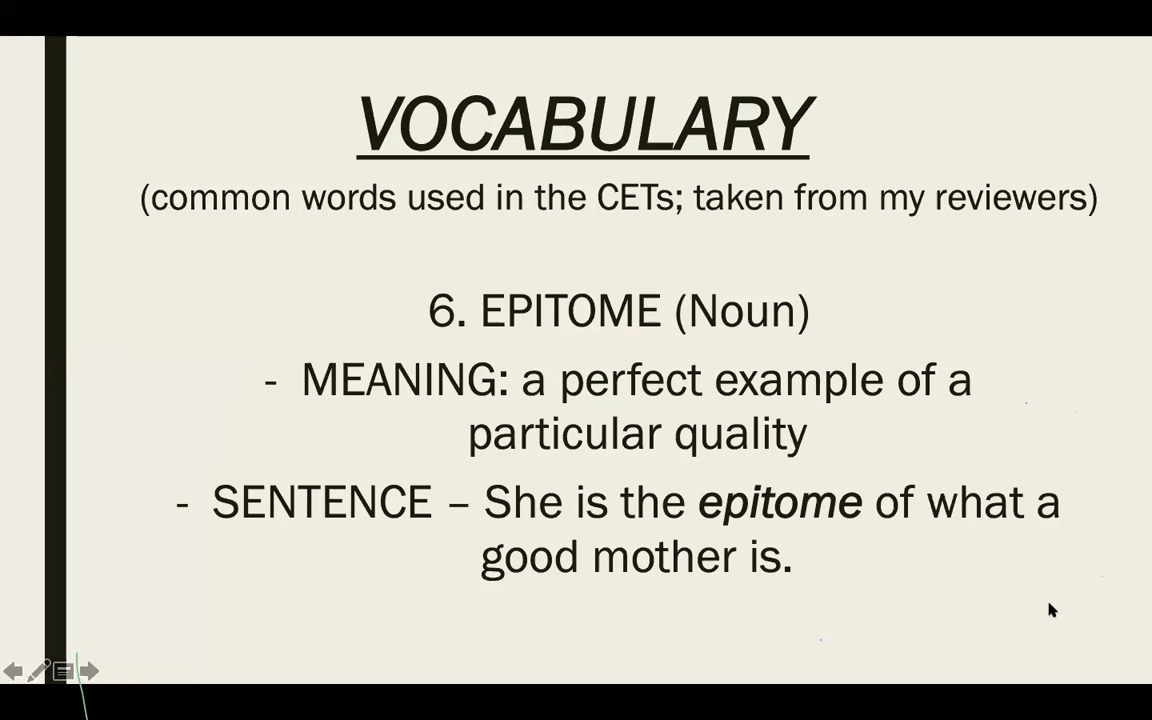 VOCABULARY
(common words used in the CETs; taken from my reviewers)
6. EPITOME (Noun)
- MEANING: a perfect example of a
particular quality
- SENTENCE – She is the epitome of what a
good mother is.